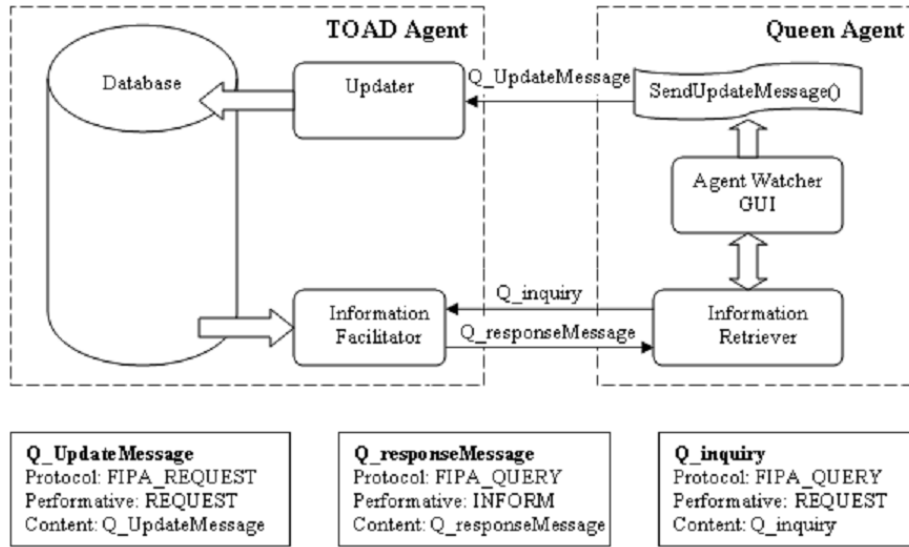 TOAD Agent
Queen Agent
Database
Updater
Q_UpdateMessage
SendUpdateMessage()
Agent Watcher
GUI
Q_inquiry
Information
Facilitator
Q_responseMessage
Information
Retriever
Q_UpdateMessage
Protocol: FIPA_REQUEST
Performative: REQUEST
Content: Q_UpdateMessage
Q_responseMessage
Protocol: FIPA_QUERY
Performative: INFORM
Content: Q_responseMessage
Q_inquiry
Protocol: FIPA_QUERY
Performative: REQUEST
Content: Q_inquiry